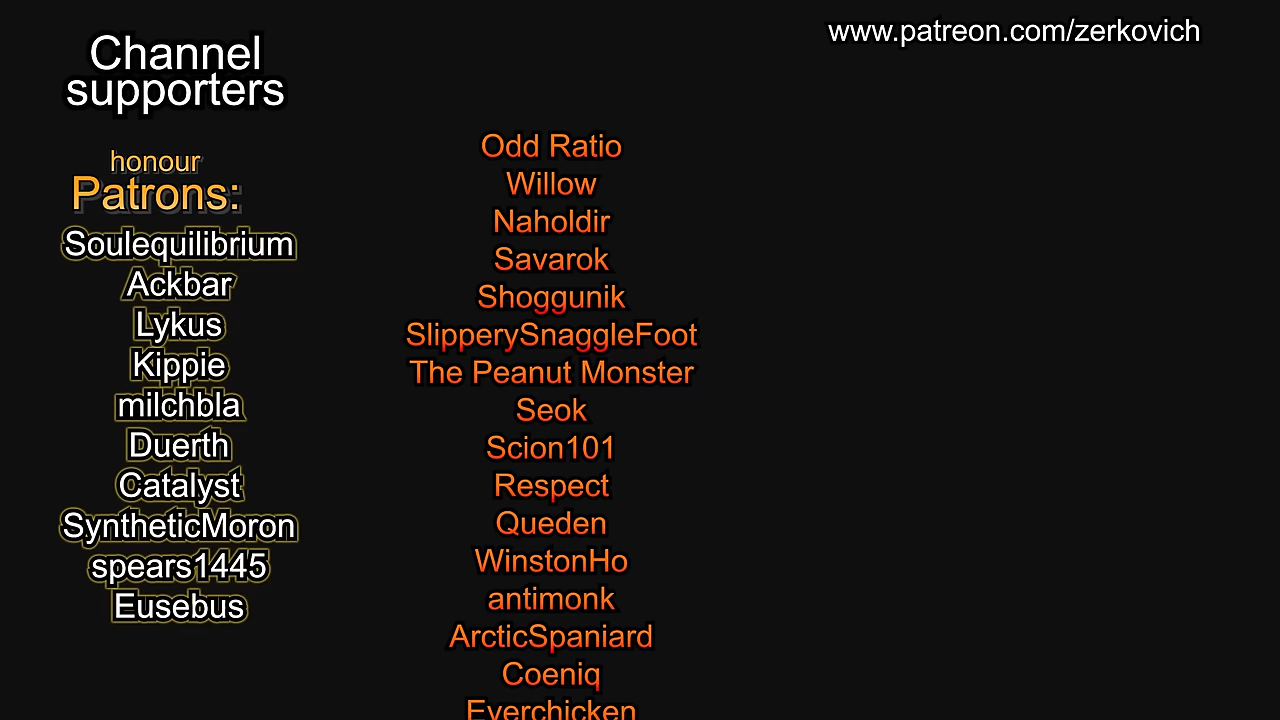 www.patreon.com/zerkovich
Channel
supporters
honour
Patrons:
Soulequilibrium
Ackbar
Lykus
Kippie
milchbla
Duerth
Catalyst
SyntheticMoron
spears1445
Eusebus
Odd Ratio
Willow
Naholdir
Savarok
Shoggunik
SlipperySnaggleFoot
The Peanut Monster
Seok
Scion101
Respect
Queden
WinstonHo
antimonk
ArcticSpaniard
Coeniq
Everchicken